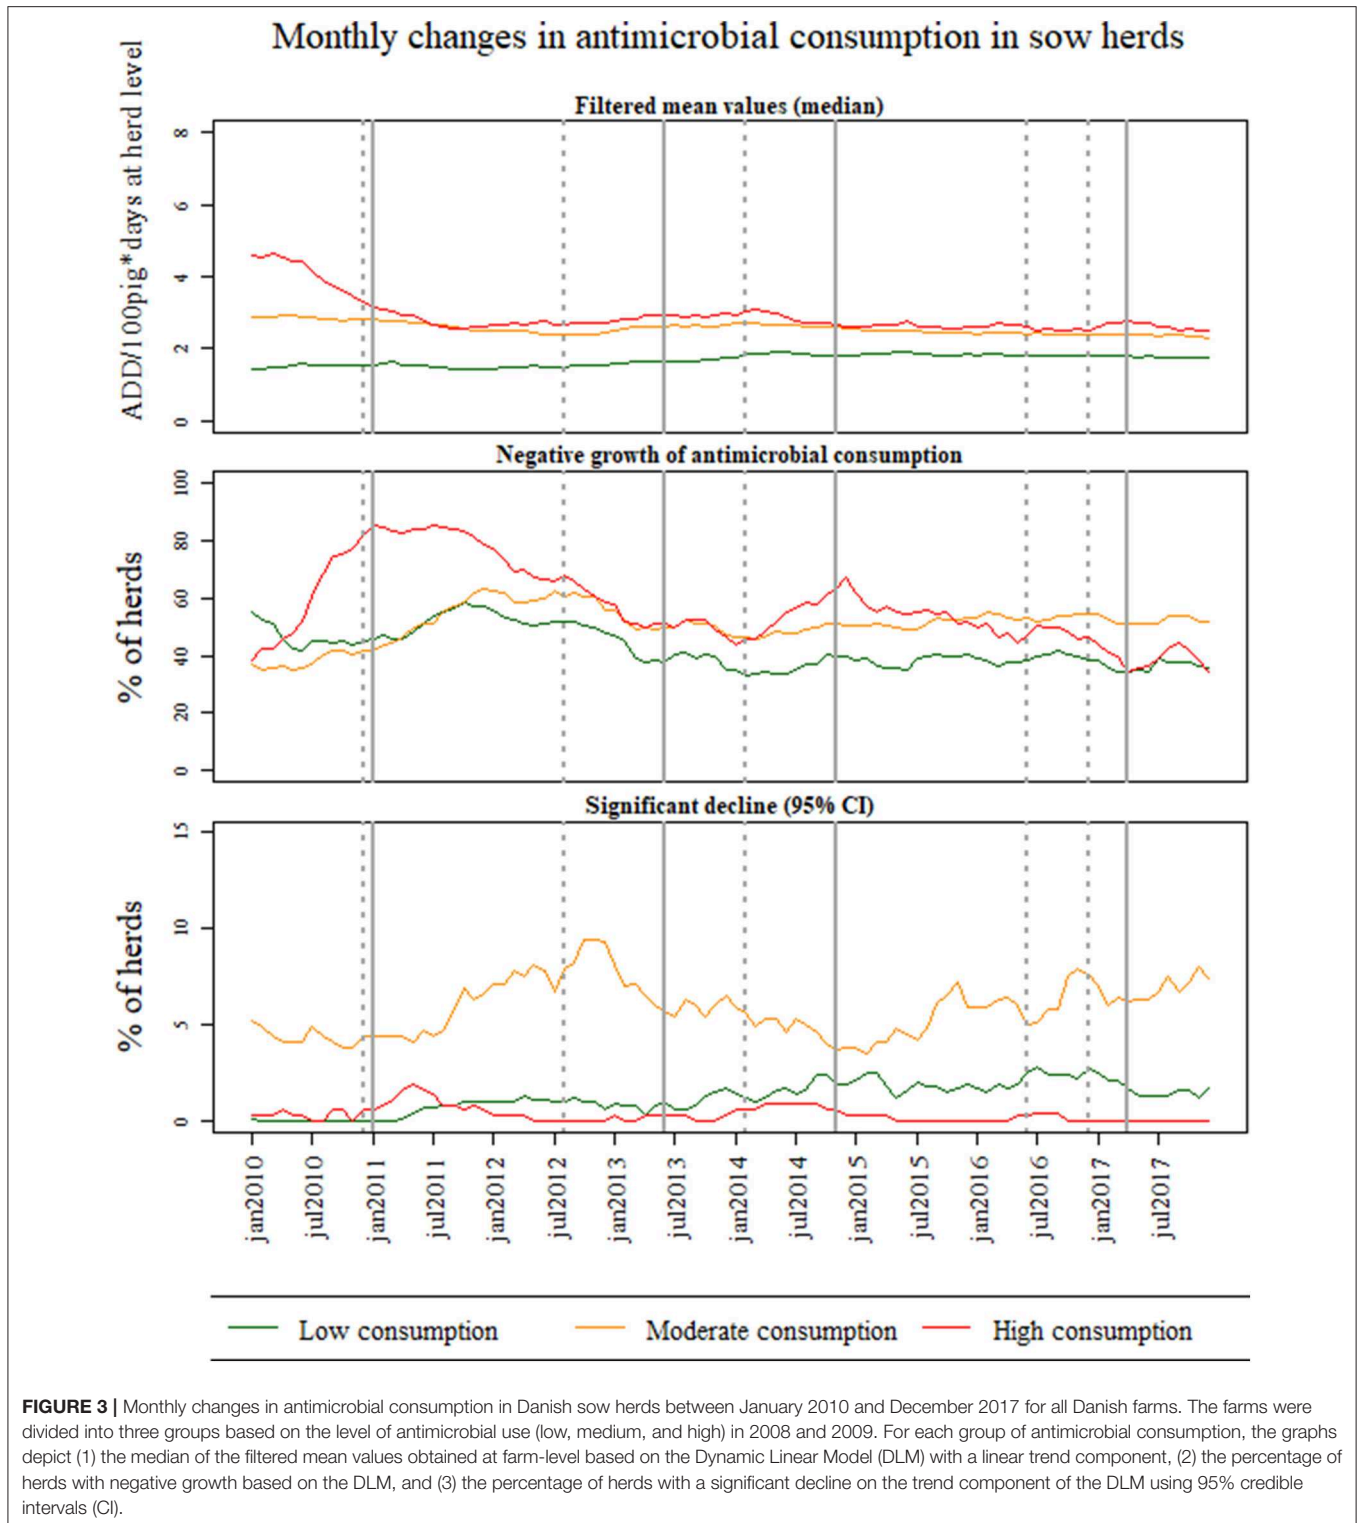 Monthly changes in antimicrobial consumption in sow herds
Filtered mean values (median)
ADD/100pig*days at herd level
8
6
4
2
0
Negative growth of antimicrobial consumption
% of herds
100
80
60
40
20
0
Significant decline (95% CI)
% of herds
15
10
5
0
jan2010
jul2010
jan2011
jul2011
jan2012
jul2012
jan2013
jul2013
jan2014
jul2014
jan2015
jul2015
jan2016
jul2016
jan2017
jul2017
Low consumption Moderate consumption High consumption
FIGURE 3 | Monthly changes in antimicrobial consumption in Danish sow herds between January 2010 and December 2017 for all Danish farms. The farms were
divided into three groups based on the level of antimicrobial use (low, medium, and high) in 2008 and 2009. For each group of antimicrobial consumption, the graphs
depict (1) the median of the filtered mean values obtained at farm-level based on the Dynamic Linear Model (DLM) with a linear trend component, (2) the percentage of
herds with negative growth based on the DLM, and (3) the percentage of herds with a significant decline on the trend component of the DLM using 95% credible
intervals (CI).